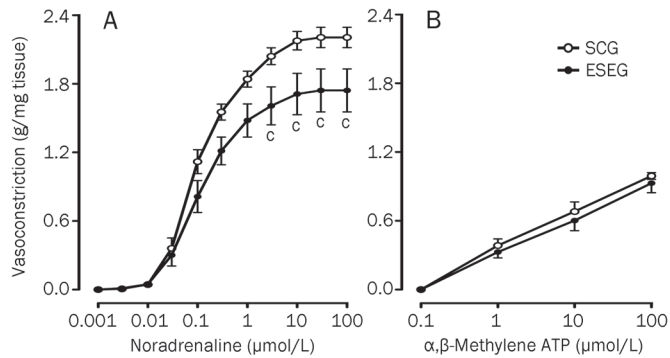 A
B
2.4
1.8
1.2
0.6
0.0
Vasoconstriction (g/mg tissue)
c c c c
0.001 0.01 0.1 1 10 100
Noradrenaline (μmol/L)
2.4
1.8
1.2
0.6
0.0
SCG
ESEG
0.1 1 10 100
α,β-Methylene ATP (μmol/L)